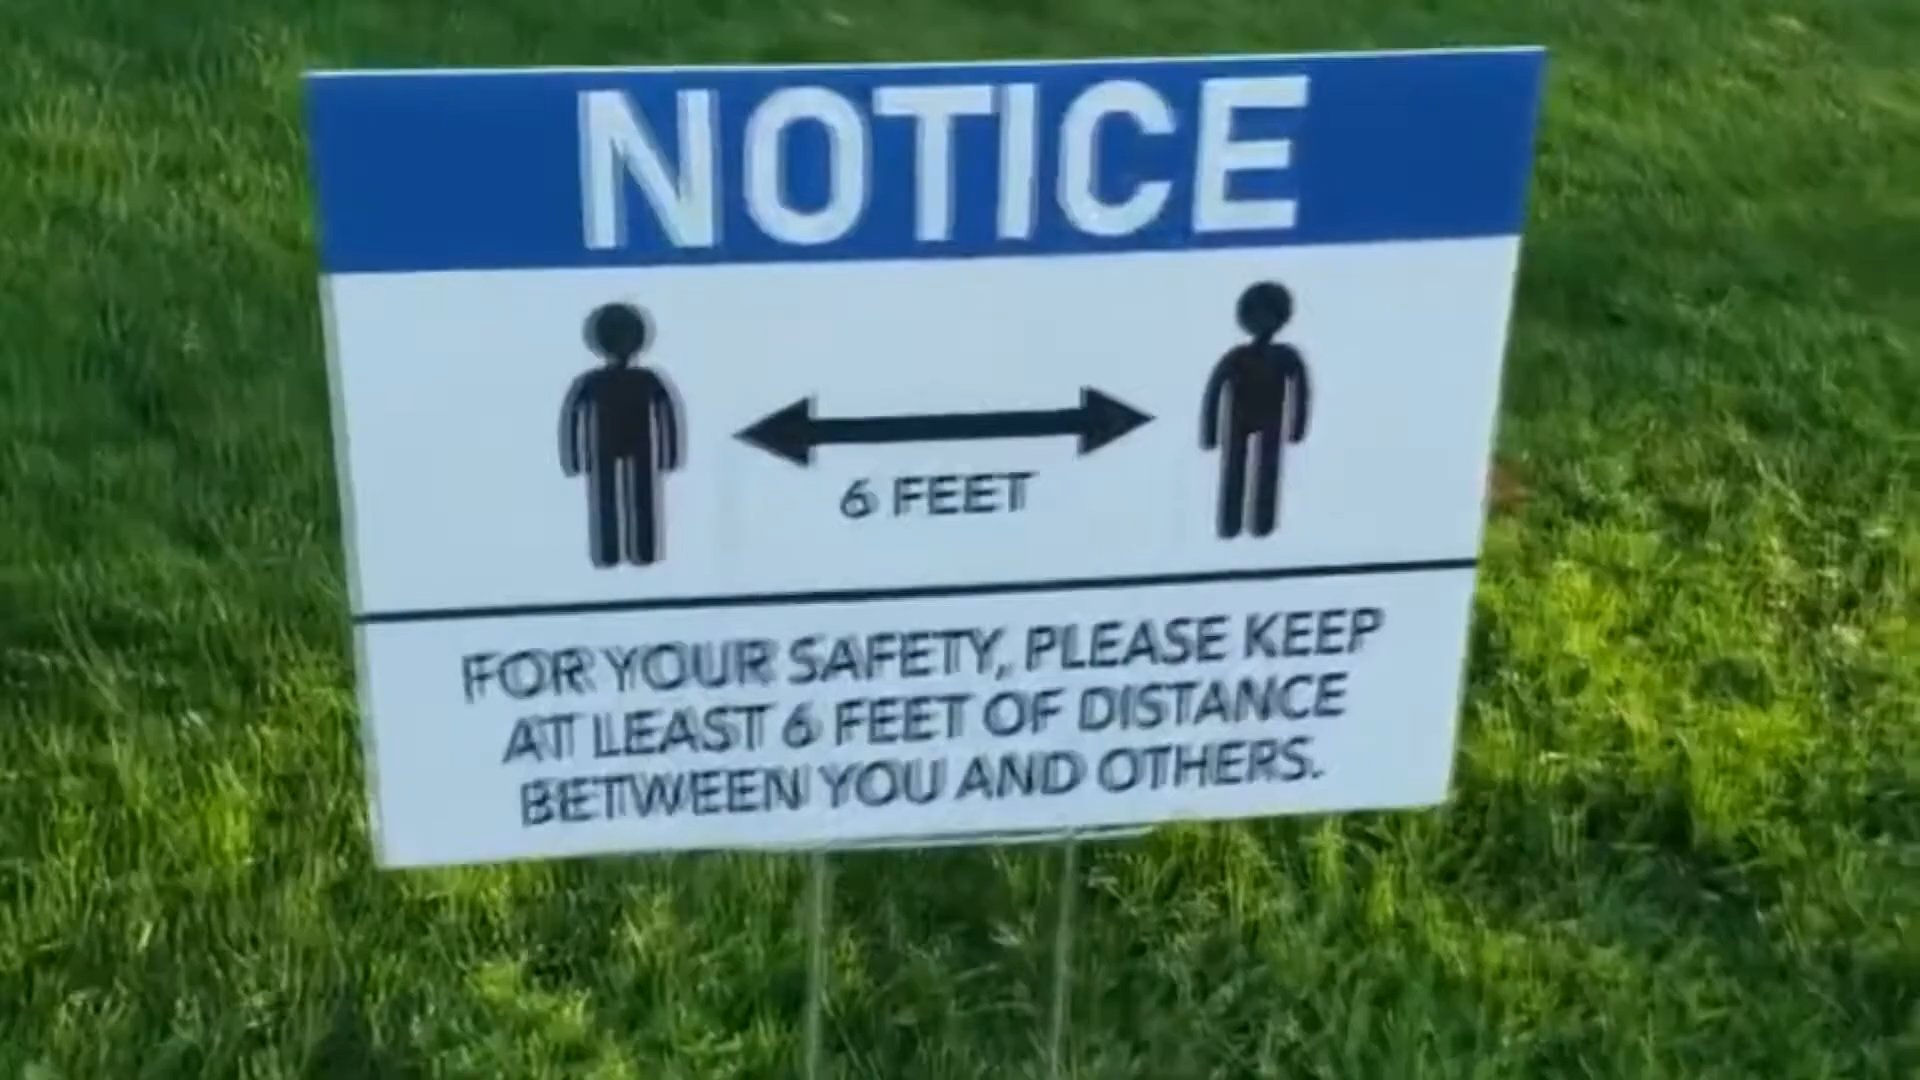 NOTICE
6 FEET
FOR YOUR SAFETY, PLEASE KEEP
AT LEAST 6 FEET OF DISTANCE
BETWEEN YOU AND OTHERS.